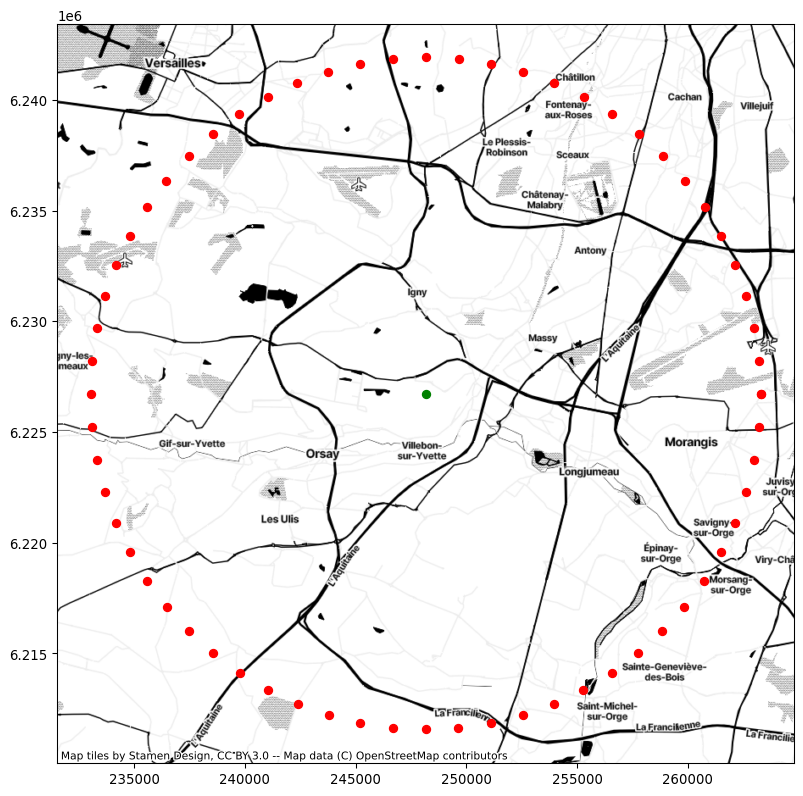 1e6
Versailles
Châtillon
6.240
Cachan
Villejuif
Fontenay-
aux-Roses
Le Plessis-
Robinson
Sceaux
6.235
Châtenay-
Malabry
Antony
Igny
6.230
Massy
L'Aquitaine
gny-les-
meaux
6.225
Gif-sur-Yvette
Orsay
Villebon-
sur-Yvette
Morangis
Longjumeau
Juvisy
sur-Org
Les Ulis
Savigny-
sur-Orge
6.220
L'Aquitaine
Épinay-
sur-Orge
Viry-Châ
Morsang-
sur-Orge
6.215
Sainte-Geneviève-
des-Bois
L'Aquitaine
La Francilienne
Saint-Michel-
sur-Orge
La Francilienne
La Francilie
Map tiles by Stamen Design, CC BY 3.0 -- Map data (C) OpenStreetMap contributors
235000 240000 245000 250000 255000 260000